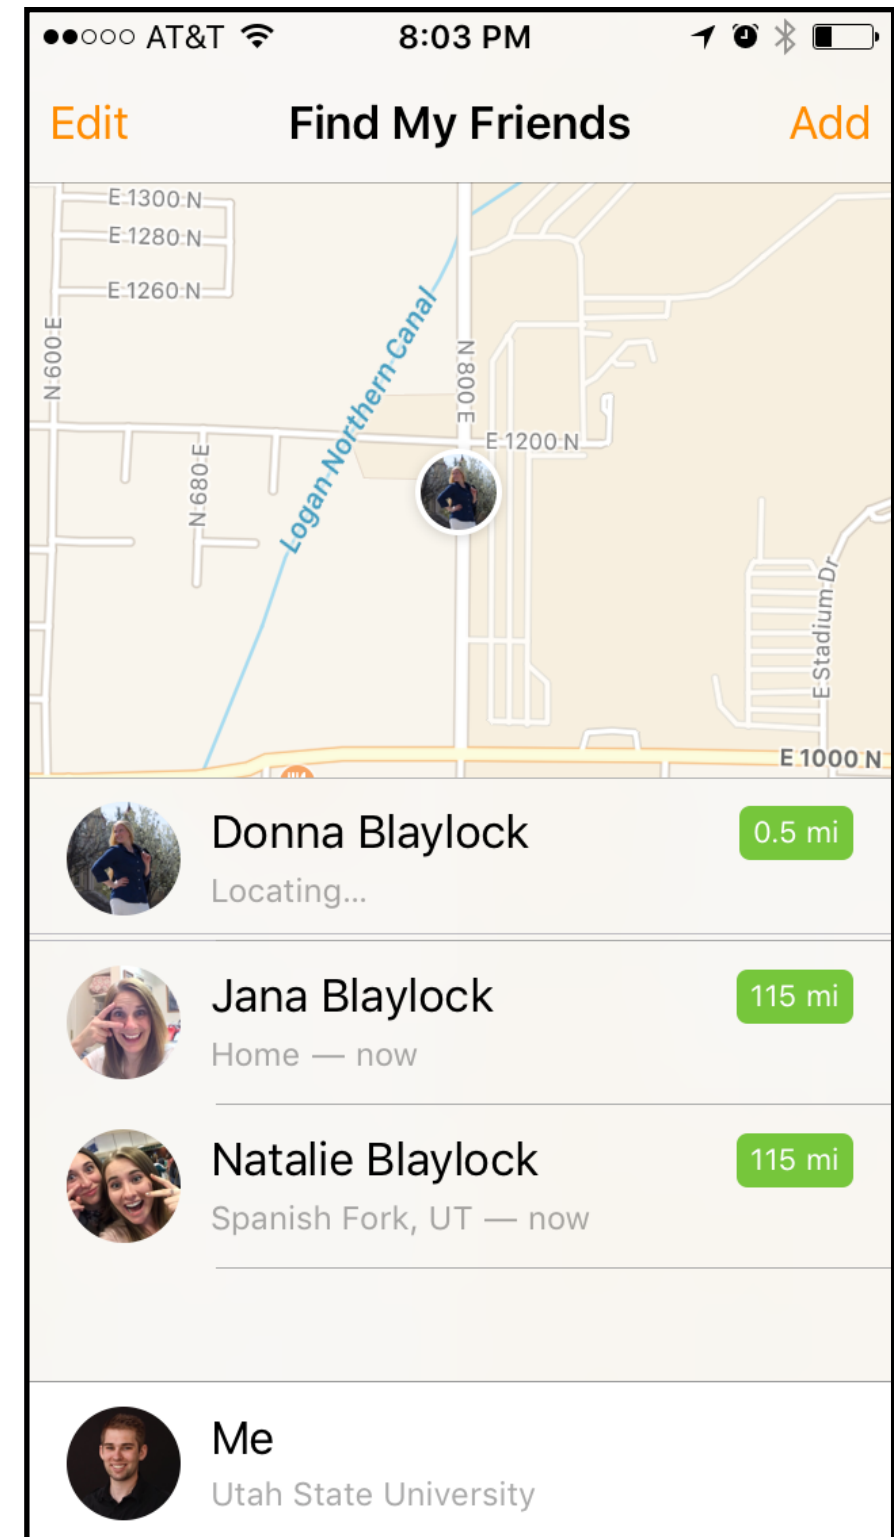 AT&T 8:03 PM
Edit Find My Friends Add
E 1300 N
E 1280 N
E 1260 N
N 600 E
Logan Northern Canal
N 800 E
E 1200 N
N 680 E
E Stadium Dr
E 1000 N
Donna Blaylock 0.5 mi
Locating...
Jana Blaylock 115 mi
Home — now
Natalie Blaylock 115 mi
Spanish Fork, UT — now
Me
Utah State University